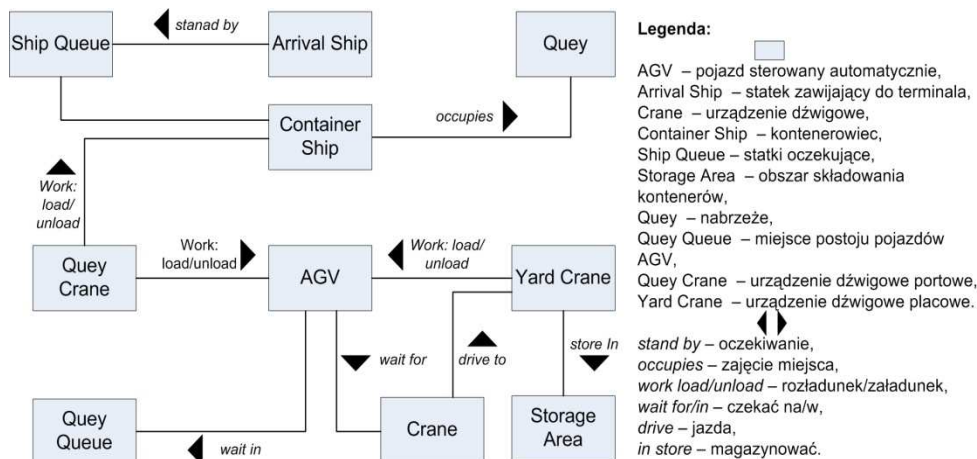 stanad by
Ship Queue
Arrival Ship
Quey
Container
Ship
occupies
Work:
load/
unload
Quey
Crane
Work:
load/unload
AGV
Work: load/
unload
Yard Crane
wait for
drive to
store In
Quey
Queue
wait in
Crane
Storage
Area
Legenda:
AGV – pojazd sterowany automatycznie,
Arrival Ship – statek zawijający do terminala,
Crane – urządzenie dźwigowe,
Container Ship – kontenerowiec,
Ship Queue – statki oczekujące,
Storage Area – obszar składowania
kontenerów,
Quey – nabrzeże,
Quey Queue – miejsce postoju pojazdów
AGV,
Quey Crane – urządzenie dźwigowe portowe,
Yard Crane – urządzenie dźwigowe placowe.
stand by – oczekiwanie,
occupies – zajęcie miejsca,
work load/unload – rozładunek/załadunek,
wait for/in – czekać na/w,
drive – jazda,
in store – magazynować.